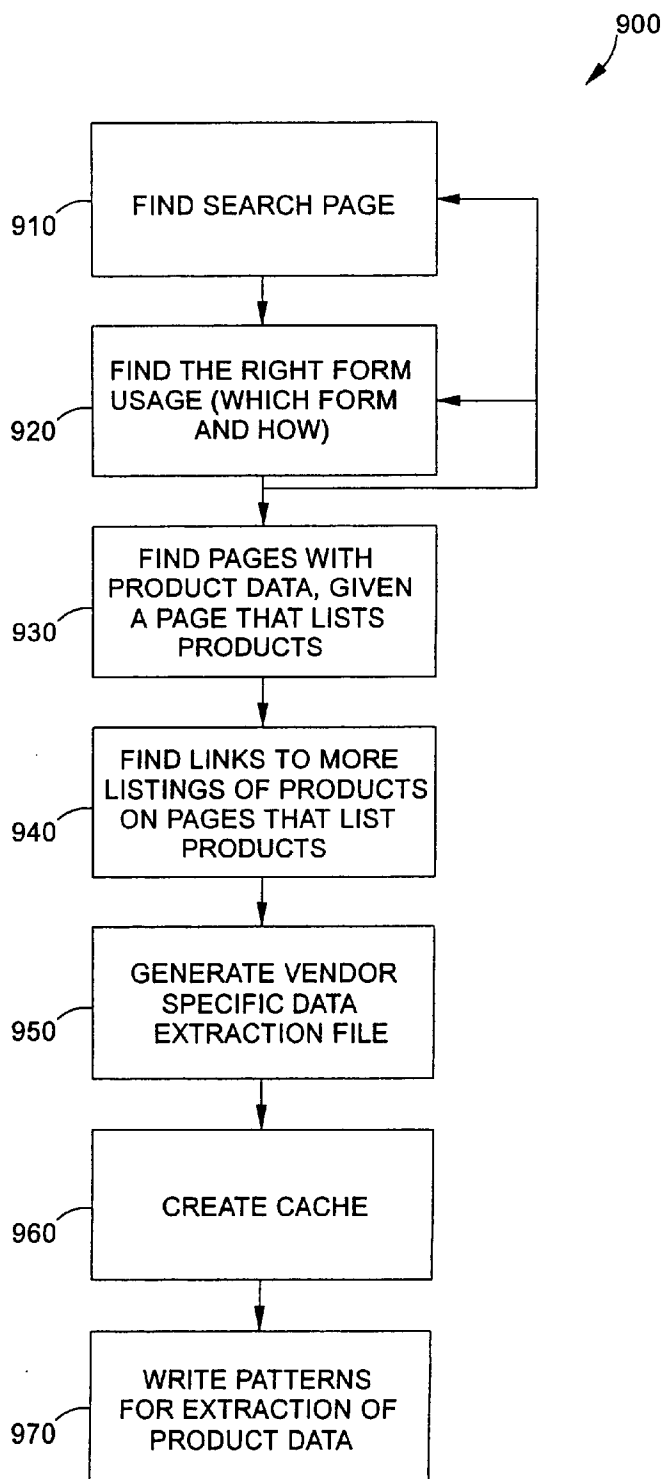 900
FIND SEARCH PAGE
910
FIND THE RIGHT FORM
USAGE (WHICH FORM
AND HOW)
920
FIND PAGES WITH
PRODUCT DATA, GIVEN
A PAGE THAT LISTS
PRODUCTS
930
FIND LINKS TO MORE
LISTINGS OF PRODUCTS
ON PAGES THAT LIST
PRODUCTS
940
GENERATE VENDOR
SPECIFIC DATA
EXTRACTION FILE
950
CREATE CACHE
960
WRITE PATTERNS
FOR EXTRACTION OF
PRODUCT DATA
970